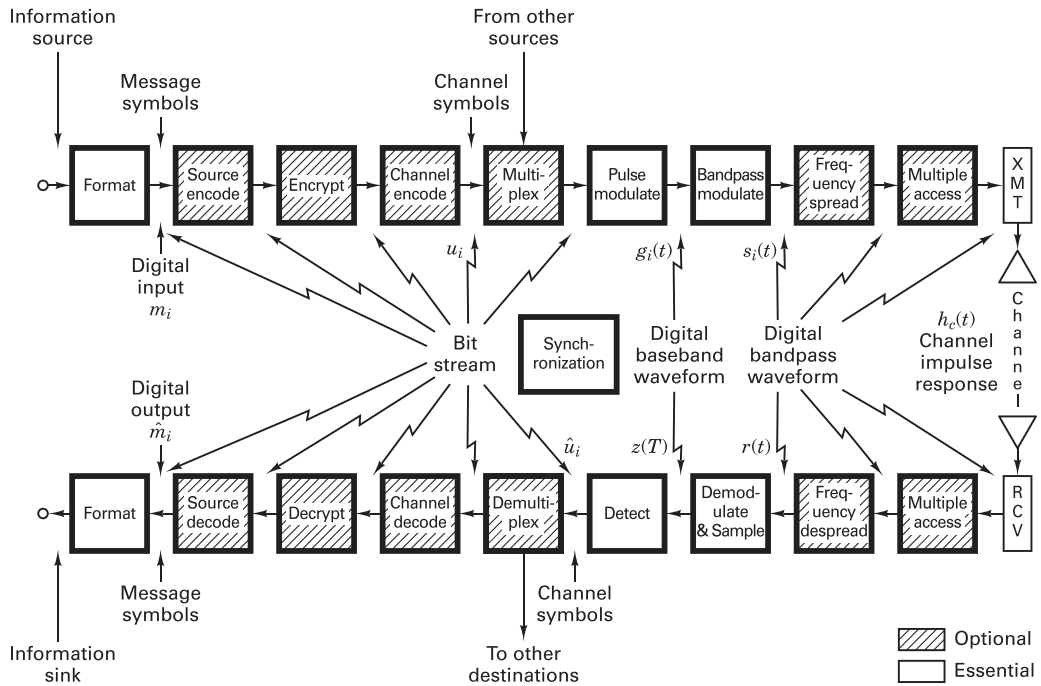 Information
source
From other
sources
Message
symbols
Channel
symbols
Format
Source
encode
Encrypt
Channel
encode
Multi-
plex
Pulse
modulate
Bandpass
modulate
Freq-
uency
spread
Multiple
access
X
M
T
Digital
input
m_i
u_i
g_i(t)
s_i(t)
Bit
stream
Synch-
ronization
Digital
baseband
waveform
Digital
bandpass
waveform
h_c(t)
Channel
impulse
response
C
h
a
n
n
e
l
Digital
output
m̂_i
û_i
z(T)
r(t)
Format
Source
decode
Decrypt
Channel
decode
Demulti-
plex
Detect
Demod-
ulate
& Sample
Freq-
uency
despread
Multiple
access
R
C
V
Message
symbols
Channel
symbols
Information
sink
To other
destinations
Optional
Essential